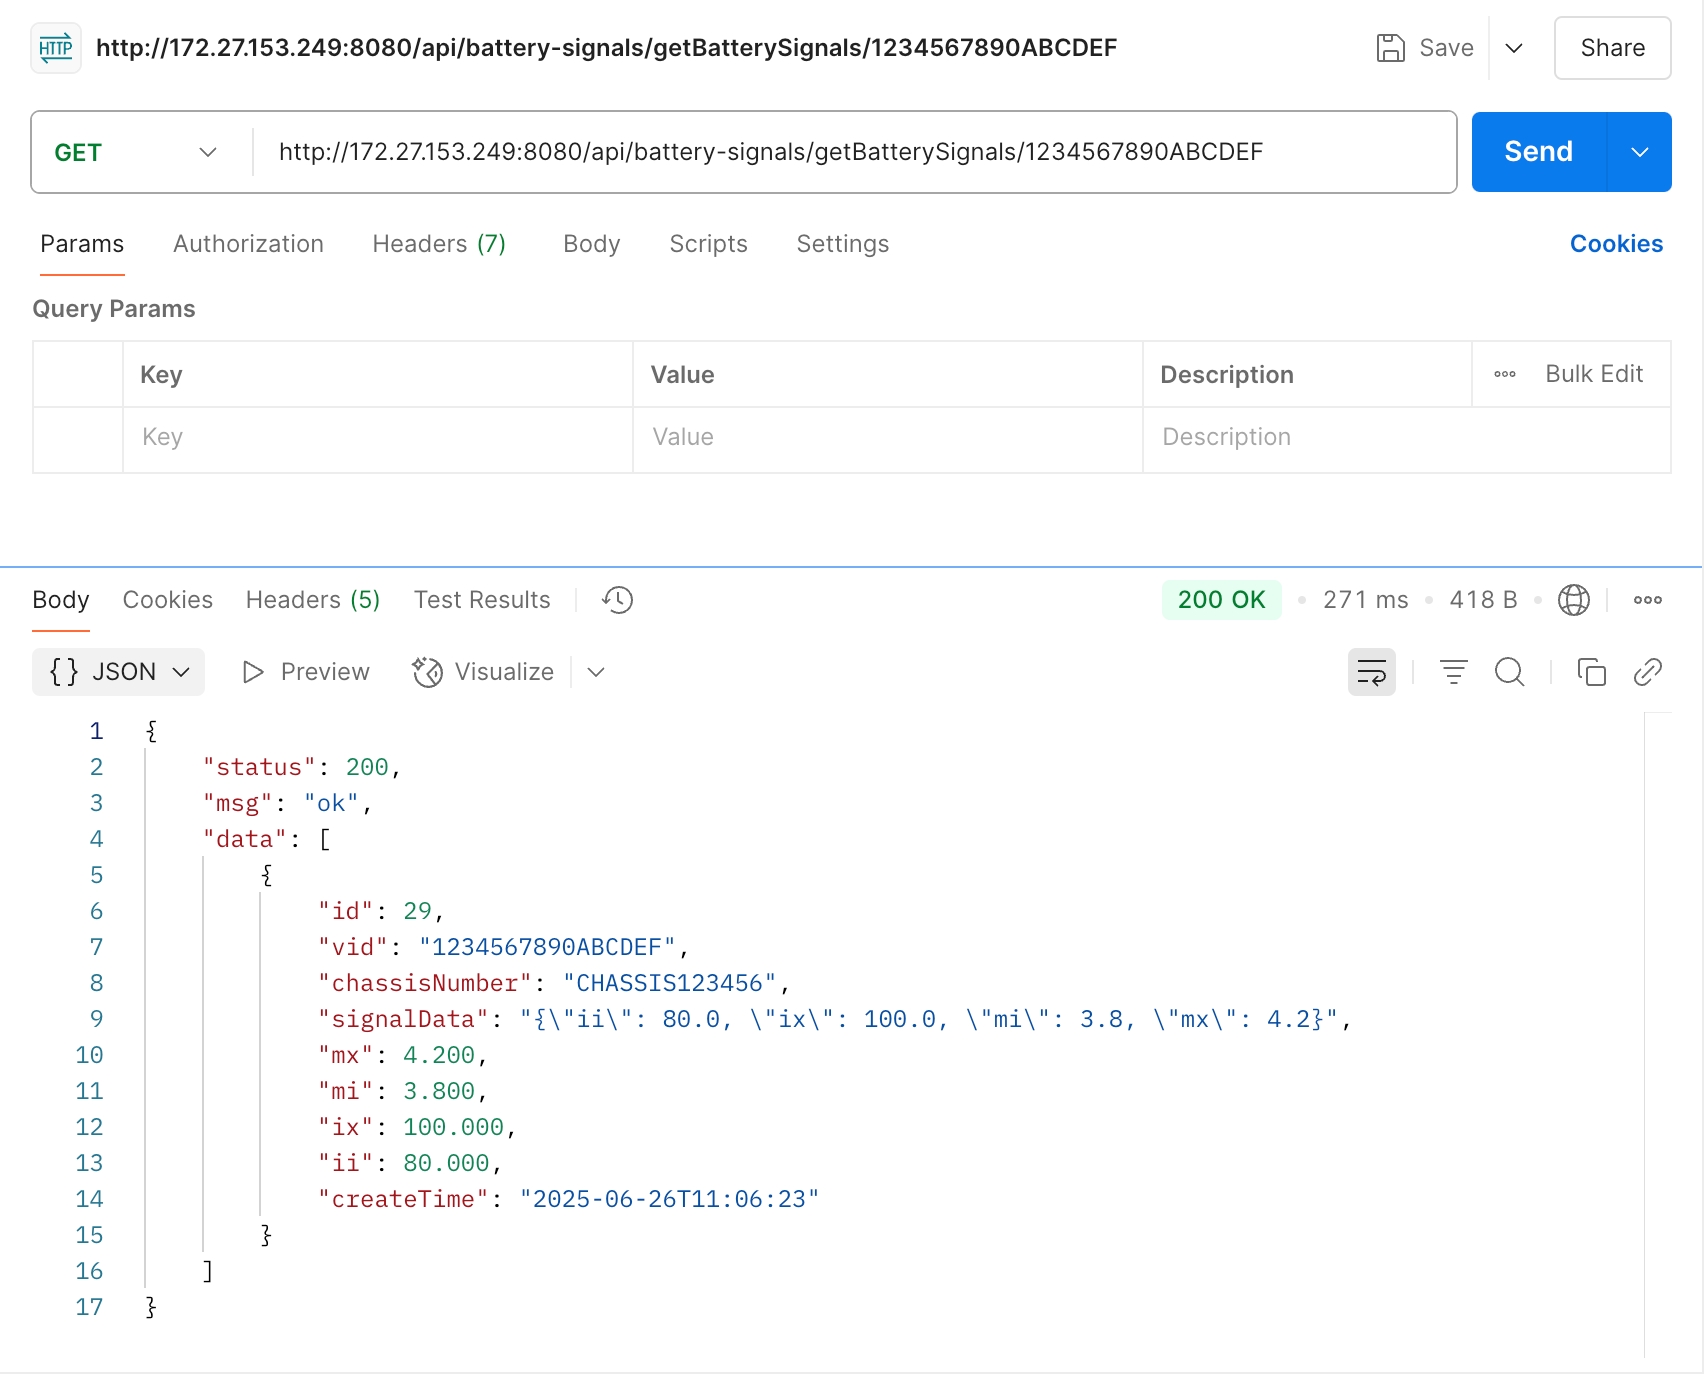 HTTP http://172.27.153.249:8080/api/battery-signals/getBatterySignals/1234567890ABCDEF Save Share
GET http://172.27.153.249:8080/api/battery-signals/getBatterySignals/1234567890ABCDEF Send
Params Authorization Headers (7) Body Scripts Settings Cookies
Query Params
Key Value Description Bulk Edit
Key Value Description
Body Cookies Headers (5) Test Results 200 OK 271 ms 418 B
{} JSON Preview Visualize
1 {
2 "status": 200,
3 "msg": "ok",
4 "data": [
5 {
6 "id": 29,
7 "vid": "1234567890ABCDEF",
8 "chassisNumber": "CHASSIS123456",
9 "signalData": "{\"ii\": 80.0, \"ix\": 100.0, \"mi\": 3.8, \"mx\": 4.2}",
10 "mx": 4.200,
11 "mi": 3.800,
12 "ix": 100.000,
13 "ii": 80.000,
14 "createTime": "2025-06-26T11:06:23"
15 }
16 ]
17 }